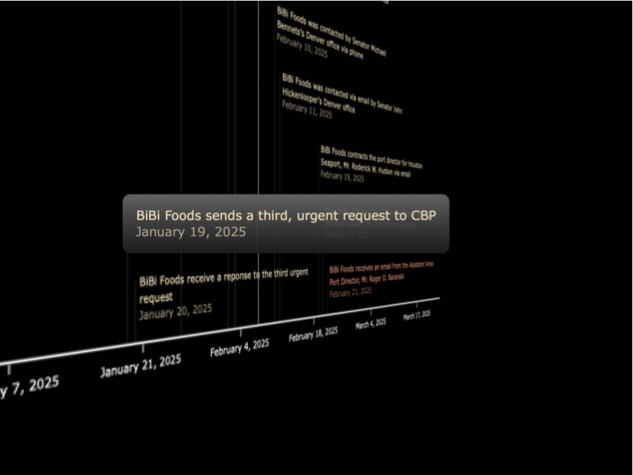 BiBi Foods was contacted by Senator Michael
Bennets's Denver office via phone
February 10, 2025
BiBi Foods was contacted via email by Senator John
Hickenlooper's Denver office
February 11, 2025
BiBi Foods contracts the port director for Houston
Seaport, Mr. Roderick W. Hudson via email
February 19, 2025
BiBi Foods sends a third, urgent request to CBP
January 19, 2025
BiBi Foods receive a reponse to the third urgent
request
January 20, 2025
BiBi Foods receives an email from the Assistant Area
Port Director, Mr. Roger D.
February 21, 2025
y 7, 2025
January 21, 2025
February 4, 2025
February 18, 2025
March 4, 2025
March 17, 2025